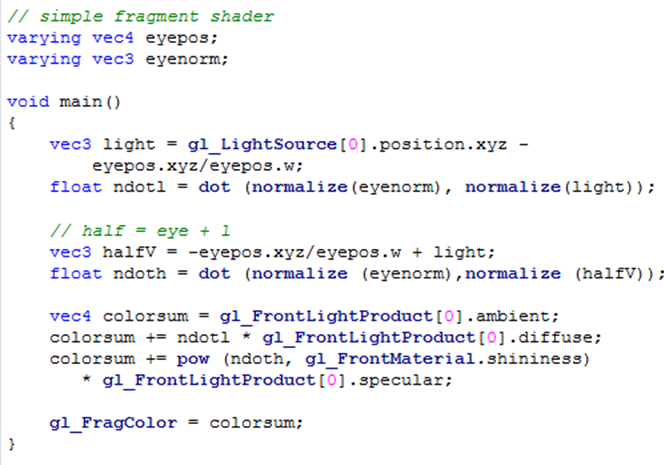 // simple fragment shader
varying vec4 eyepos;
varying vec3 eyenorm;
void main()
{
vec3 light = gl_LightSource[0].position.xyz -
eyepos.xyz/eyepos.w;
float ndotl = dot (normalize(eyenorm), normalize(light));
// half = eye + l
vec3 halfV = -eyepos.xyz/eyepos.w + light;
float ndoth = dot (normalize (eyenorm),normalize (halfV));
vec4 colorsum = gl_FrontLightProduct[0].ambient;
colorsum += ndotl * gl_FrontLightProduct[0].diffuse;
colorsum += pow (ndoth, gl_FrontMaterial.shininess)
* gl_FrontLightProduct[0].specular;
gl_FragColor = colorsum;
}